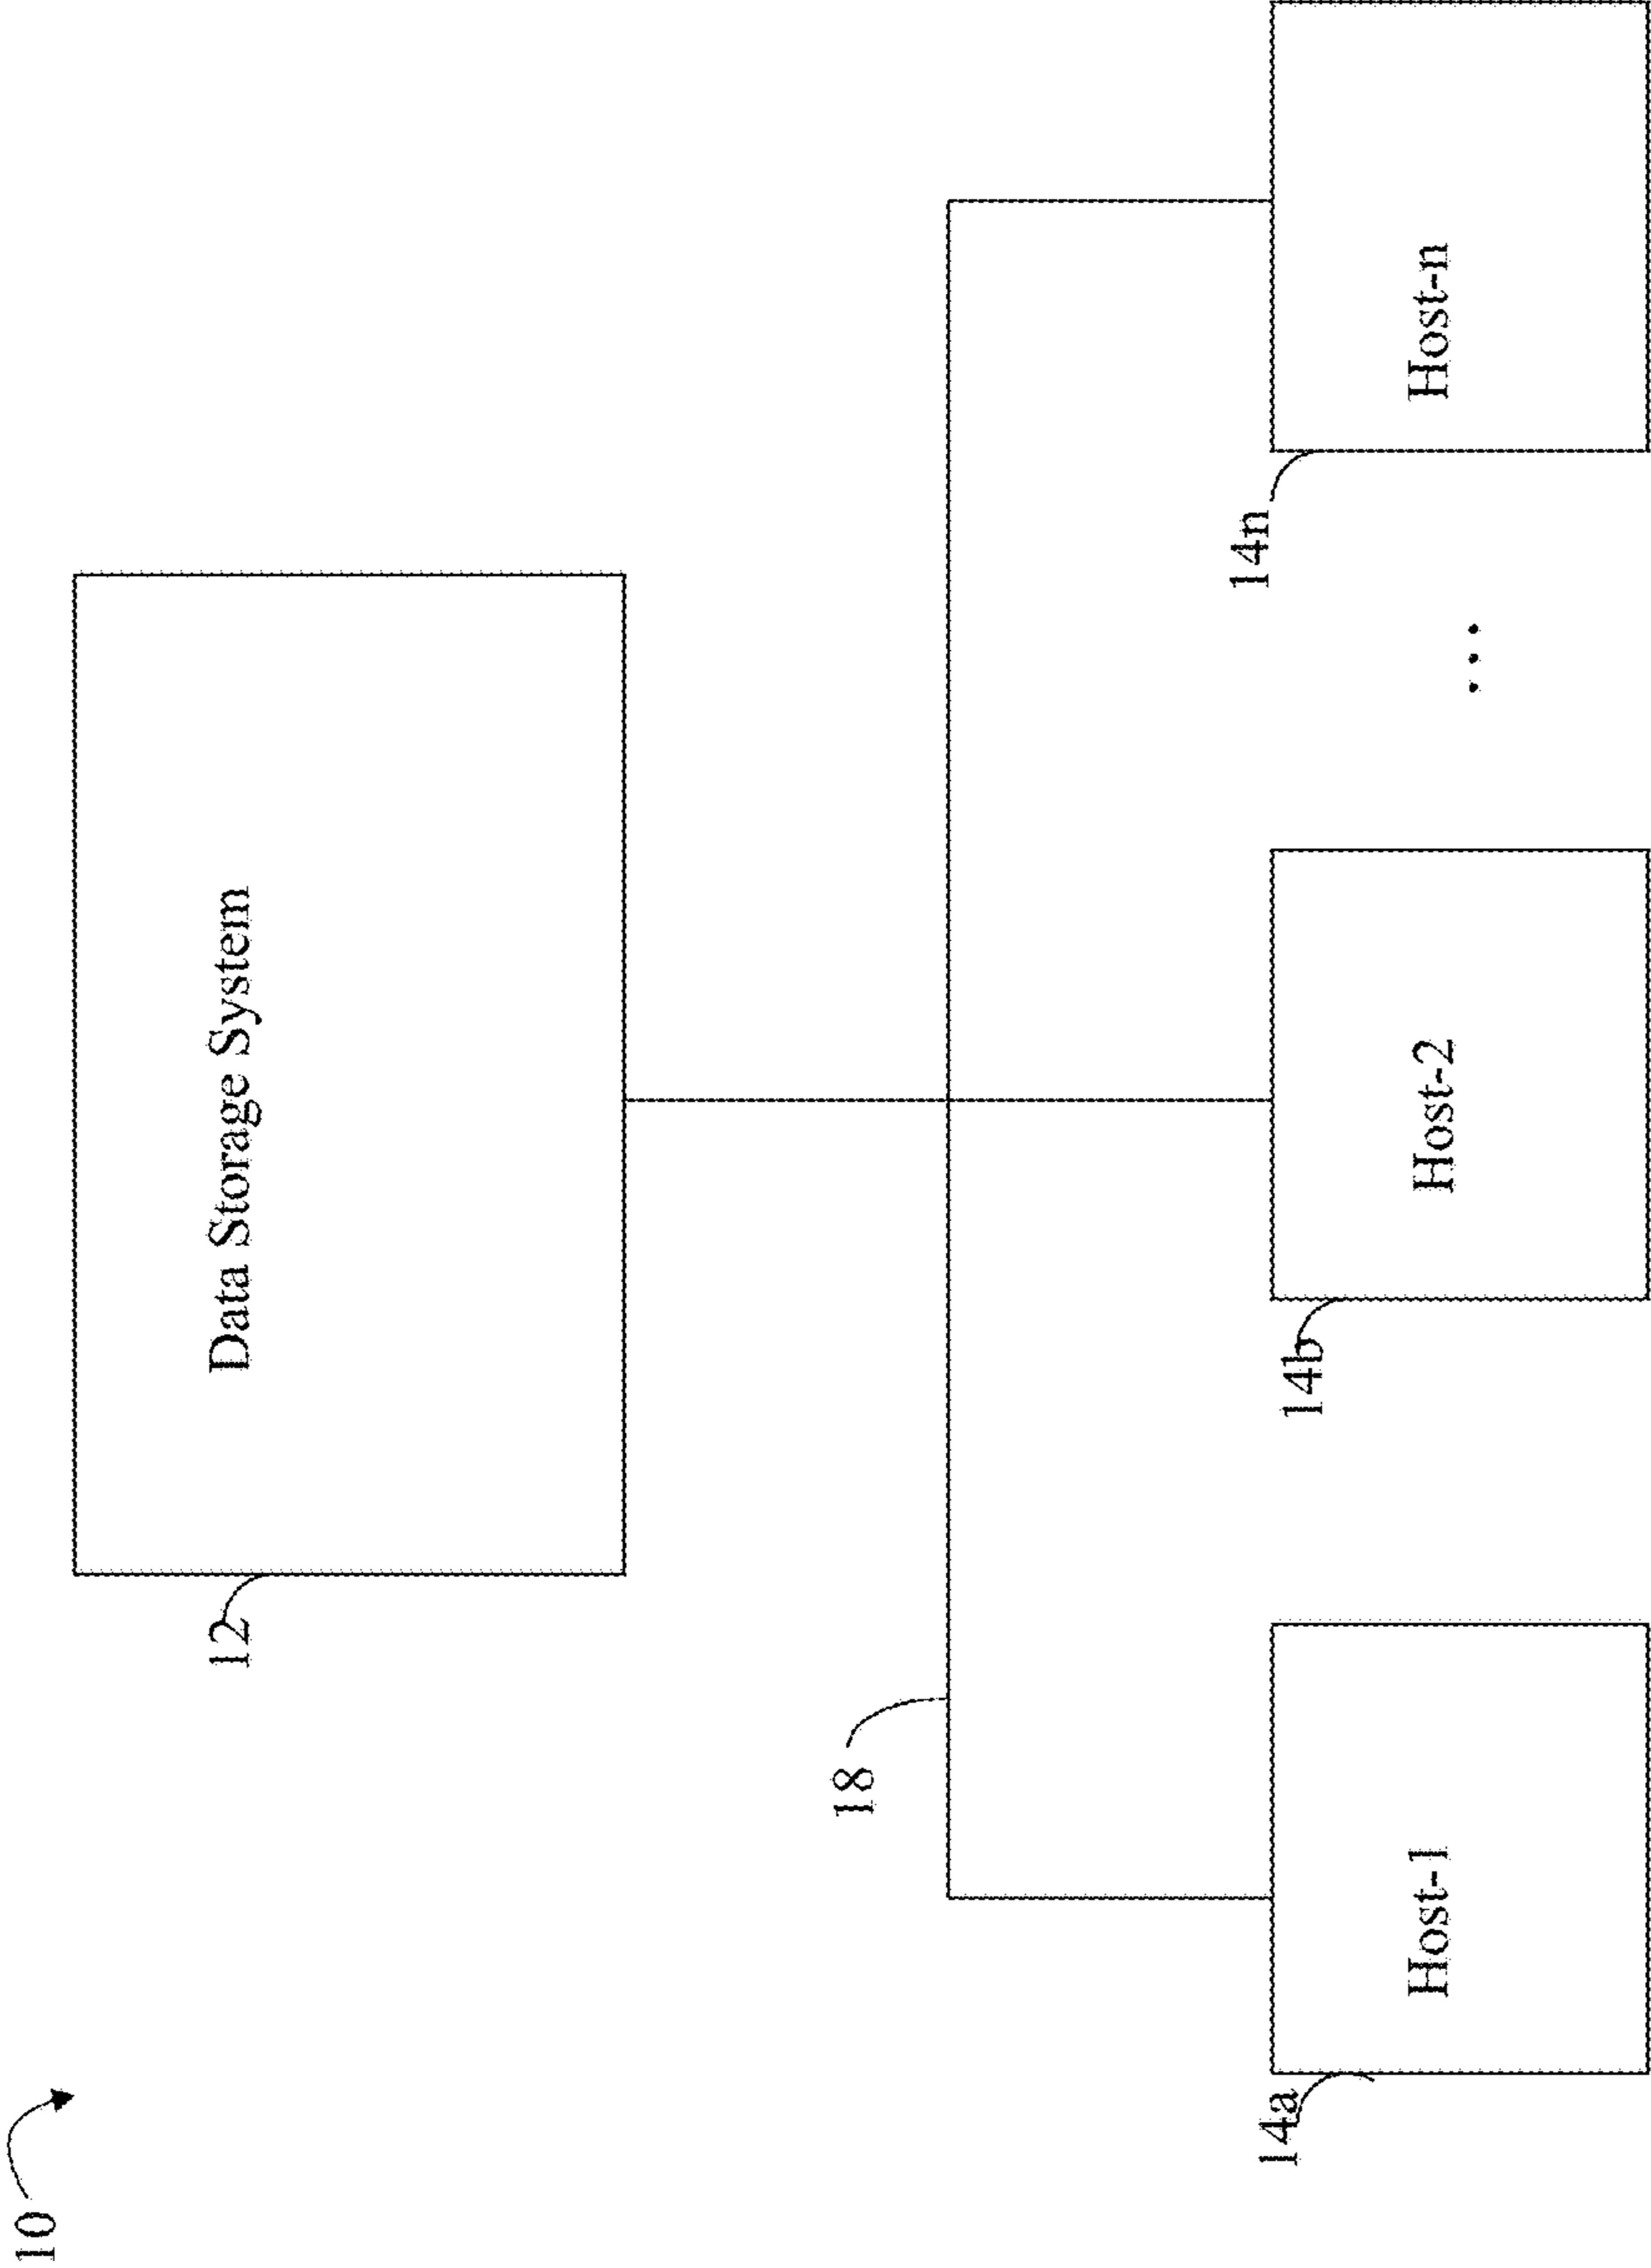 10
12
Data Storage System
18
14a
Host-1
14b
Host-2
...
14n
Host-n